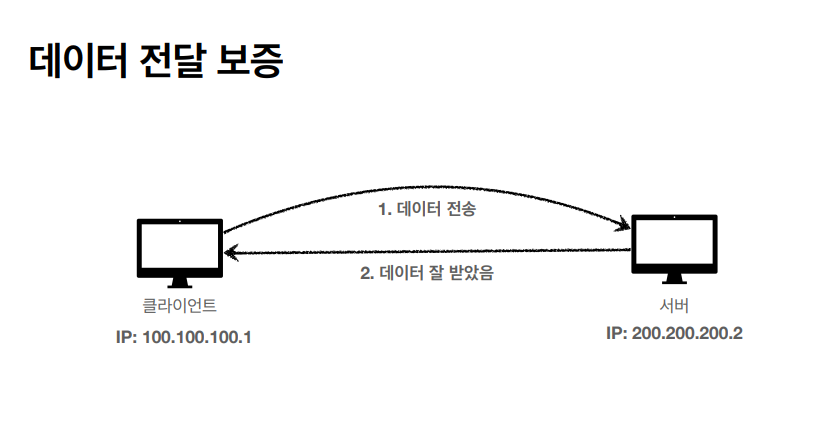 데이터 전달 보증
1. 데이터 전송
2. 데이터 잘 받았음
클라이언트
IP: 100.100.100.1
서버
IP: 200.200.200.2